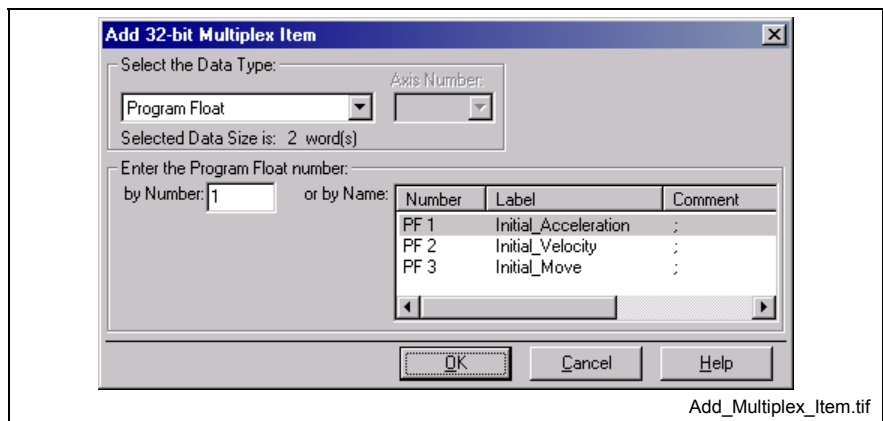 Add 32-bit Multiplex Item
Select the Data Type:
Axis Number:
Program Float
Selected Data Size is: 2 word(s)
Enter the Program Float number:
by Number: 1 or by Name:
Number Label Comment
PF 1 Initial_Acceleration ;
PF 2 Initial_Velocity ;
PF 3 Initial_Move ;
OK Cancel Help
Add_Multiplex_Item.tif